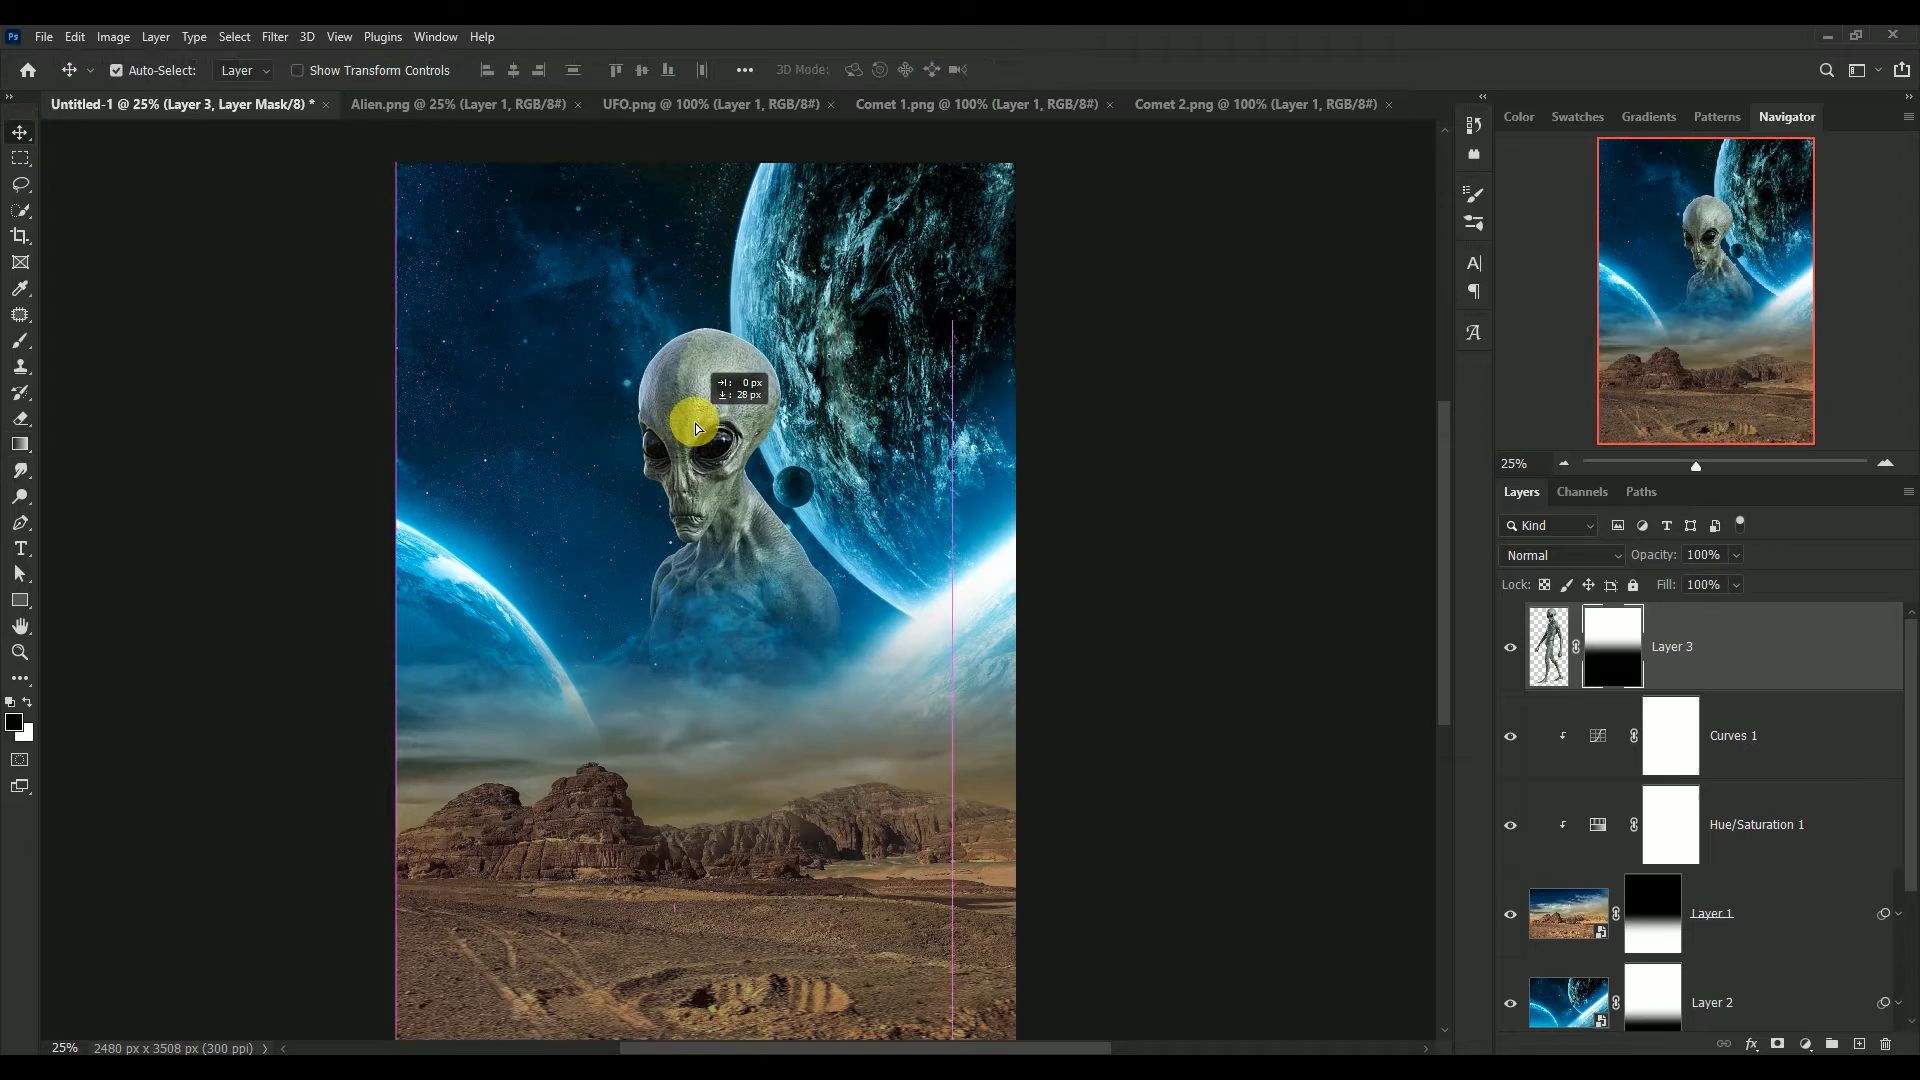 Ps File Edit Image Layer Type Select Filter 3D View Plugins Window Help
Auto-Select: Layer Show Transform Controls 3D Mode:
Untitled-1 @ 25% (Layer 3, Layer Mask/8) * Alien.png @ 25% (Layer 1, RGB/8#) UFO.png @ 100% (Layer 1, RGB/8#) Comet 1.png @ 100% (Layer 1, RGB/8#) Comet 2.png @ 100% (Layer 1, RGB/8#)
Color Swatches Gradients Patterns Navigator
0 px
28 px
25%
Layers Channels Paths
Kind
Normal Opacity: 100%
Lock: Fill: 100%
Layer 3
Curves 1
Hue/Saturation 1
Layer 1
Layer 2
25% 2480 px x 3508 px (300 ppi)